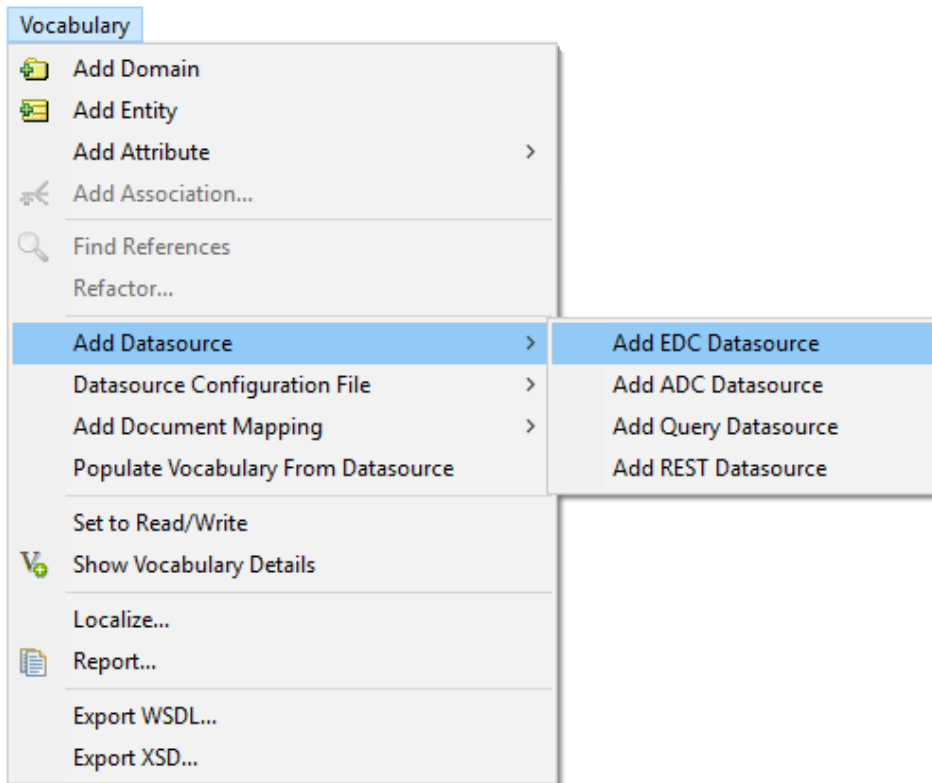 Vocabulary
Add Domain
Add Entity
Add Attribute
Add Association...
Find References
Refactor...
Add Datasource
Add EDC Datasource
Datasource Configuration File
Add ADC Datasource
Add Document Mapping
Add Query Datasource
Populate Vocabulary From Datasource
Add REST Datasource
Set to Read/Write
Show Vocabulary Details
Localize...
Report...
Export WSDL...
Export XSD...